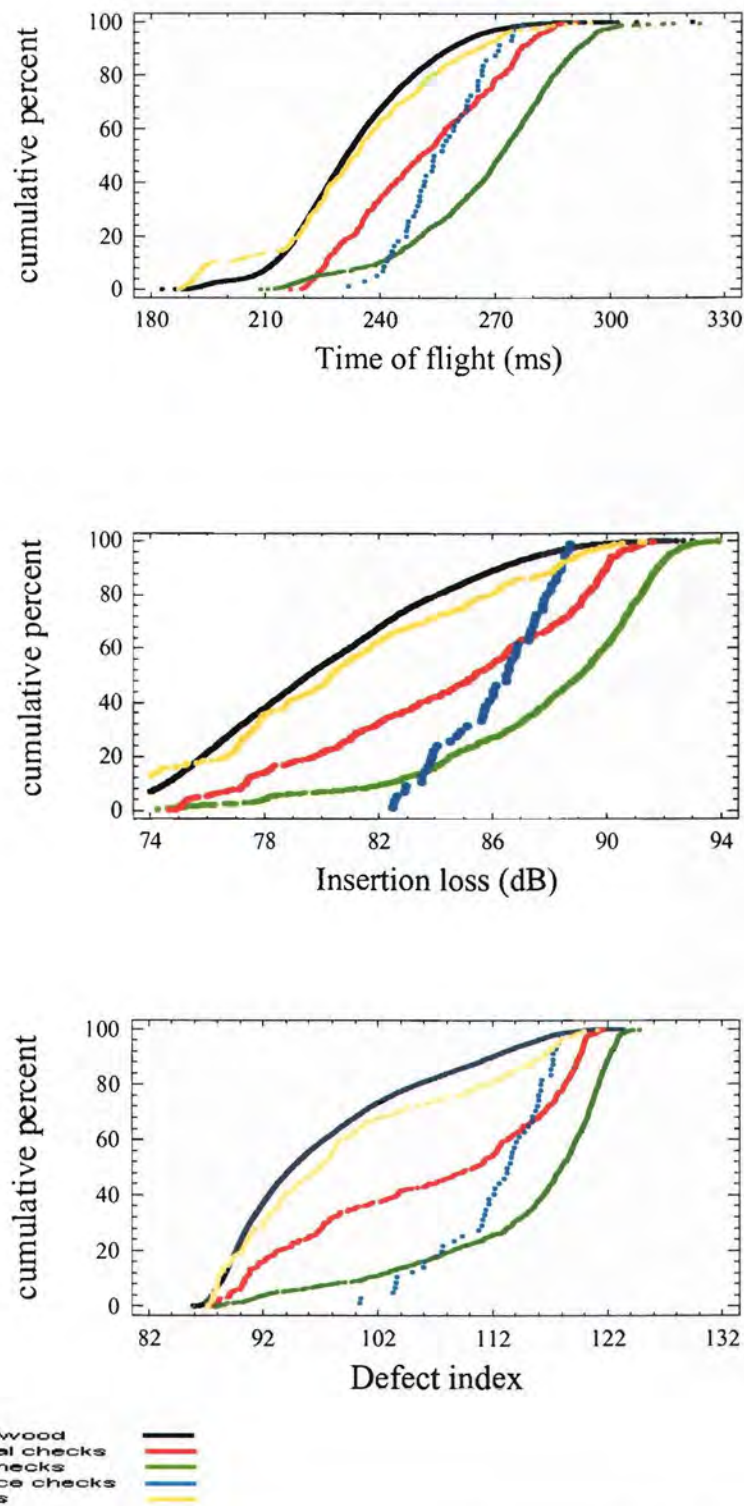 100
80
60
40
20
0
cumulative percent
180 210 240 270 300 330
Time of flight (ms)
100
80
60
40
20
0
cumulative percent
74 78 82 86 90 94
Insertion loss (dB)
100
80
60
40
20
0
cumulative percent
82 92 102 112 122 132
Defect index
wood
al checks
hecks
ce checks
s